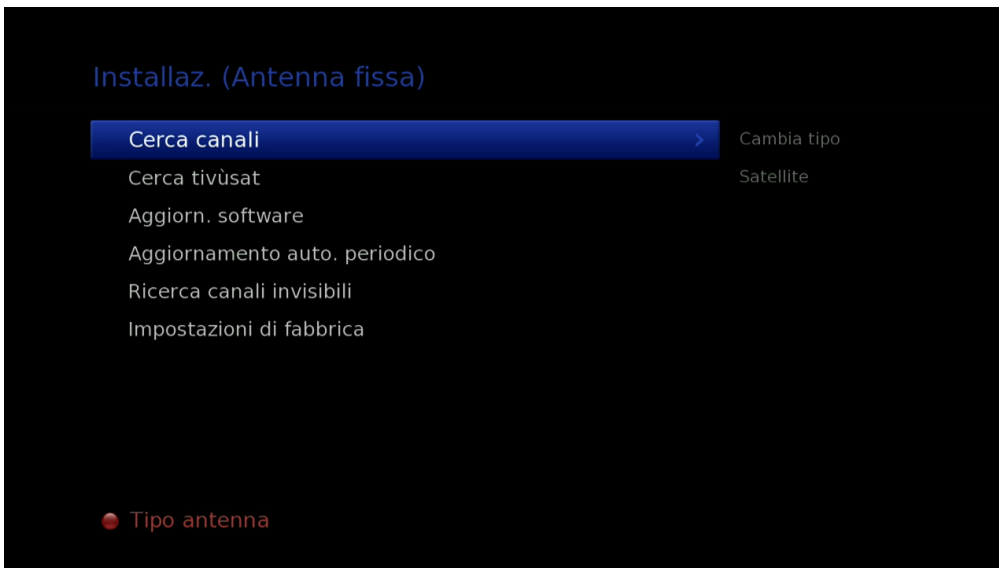 Installaz. (Antenna fissa)
Cerca canali
Cambia tipo
Cerca tivùsat
Satellite
Aggiorn. software
Aggiornamento auto. periodico
Ricerca canali invisibili
Impostazioni di fabbrica
Tipo antenna